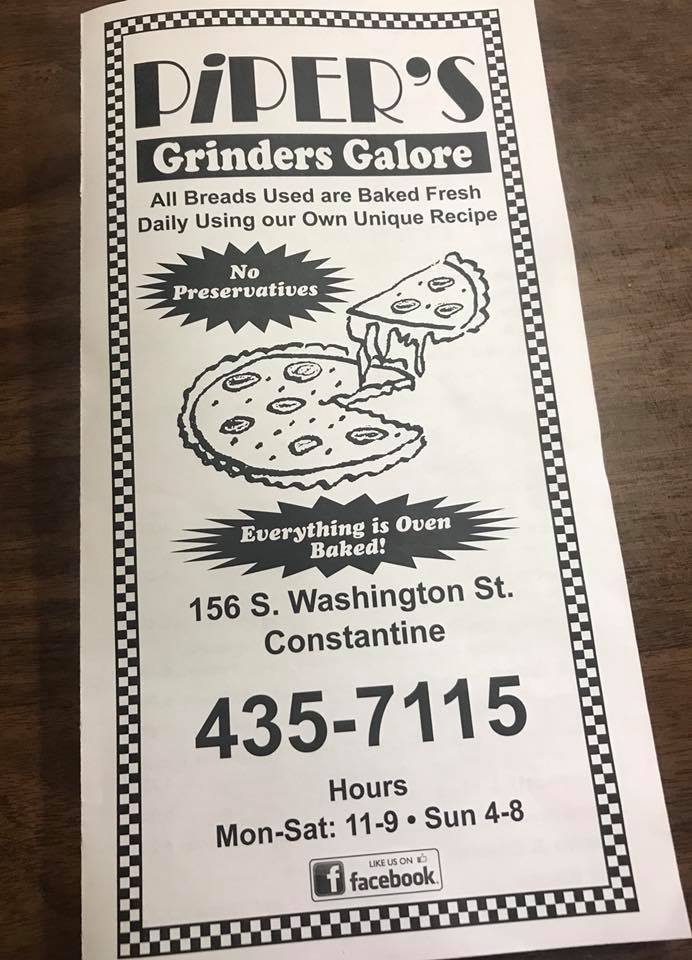 PiPER'S
Grinders Galore
All Breads Used are Baked Fresh
Daily Using our Own Unique Recipe
No
Preservatives
Everything is Oven
Baked!
156 S. Washington St.
Constantine
435-7115
Hours
Mon-Sat: 11-9 • Sun 4-8
LIKE US ON
f facebook.